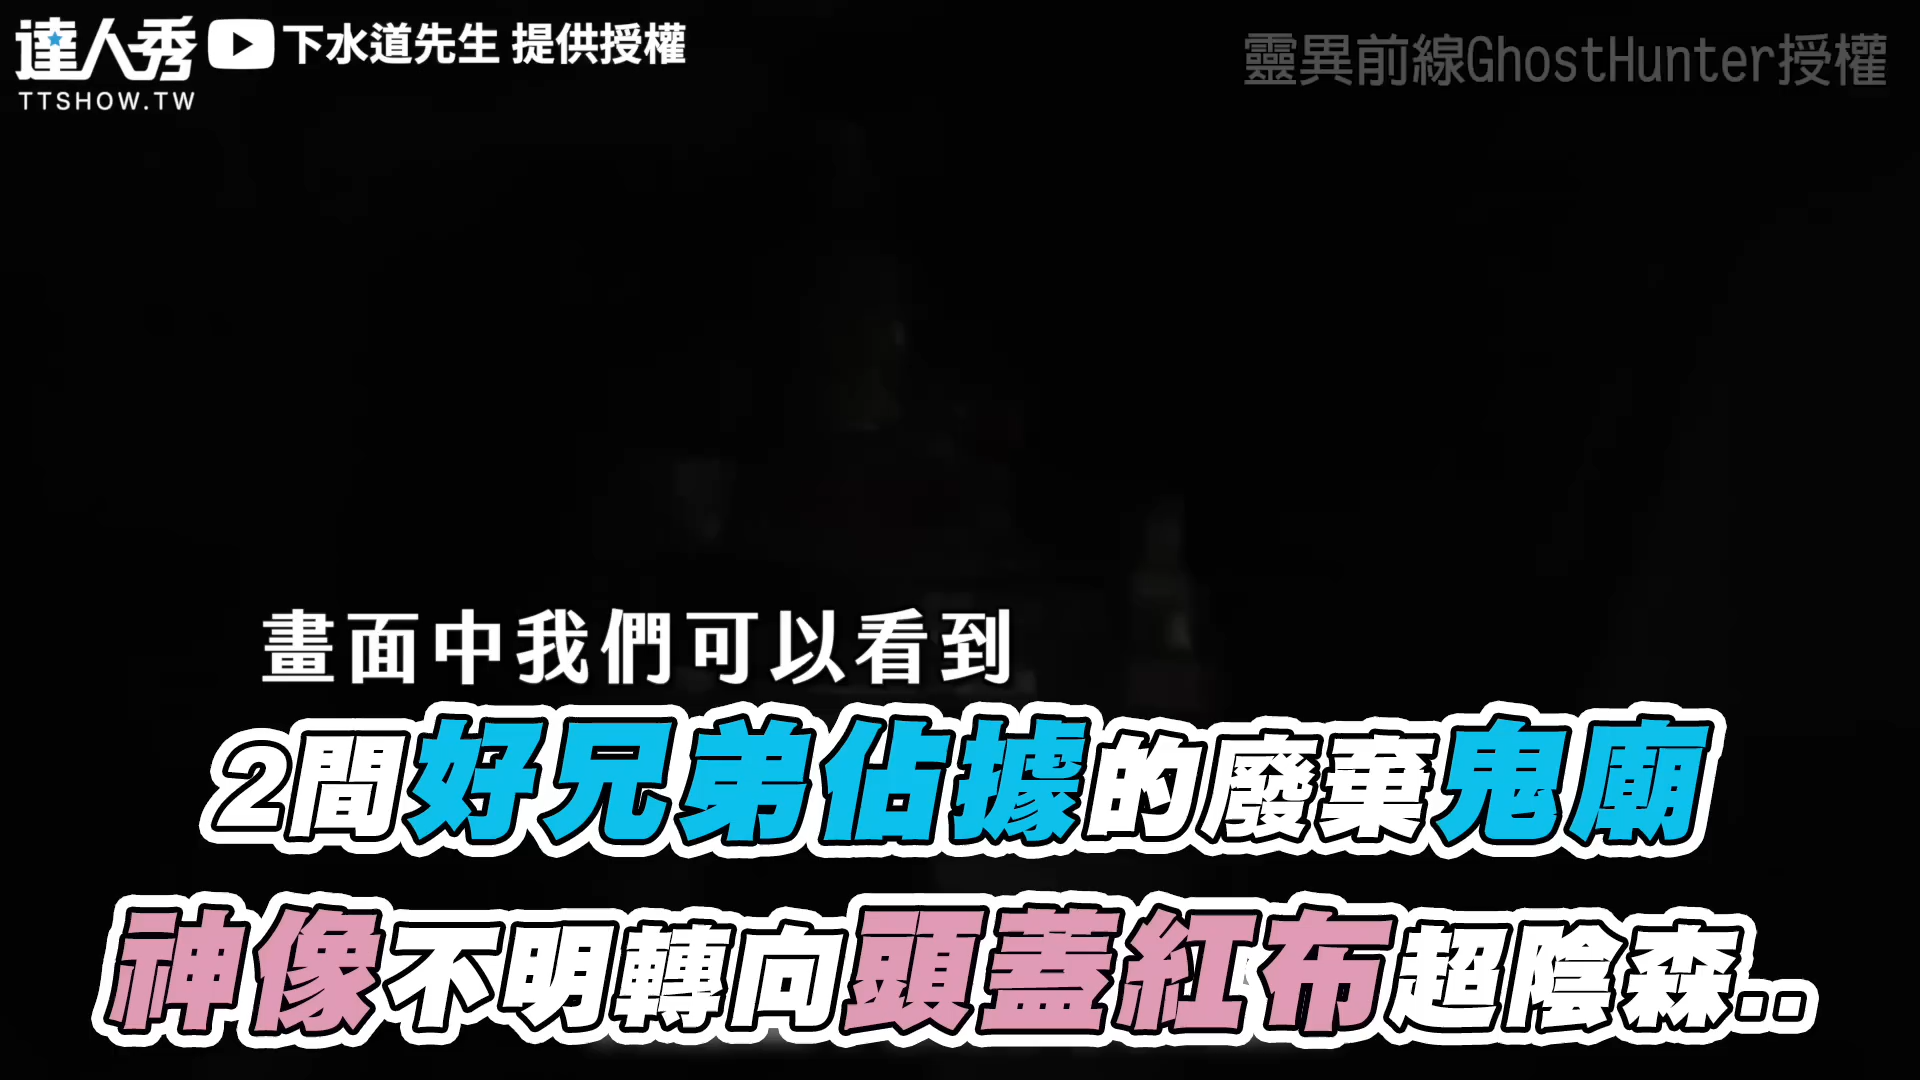 達人秀
TTSHOW.TW
下水道先生 提供授權
靈異前線GhostHunter授權
畫面中我們可以看到
2間好兄弟佔據的廢棄鬼廟
神像不明轉向頭蓋紅布超陰森..